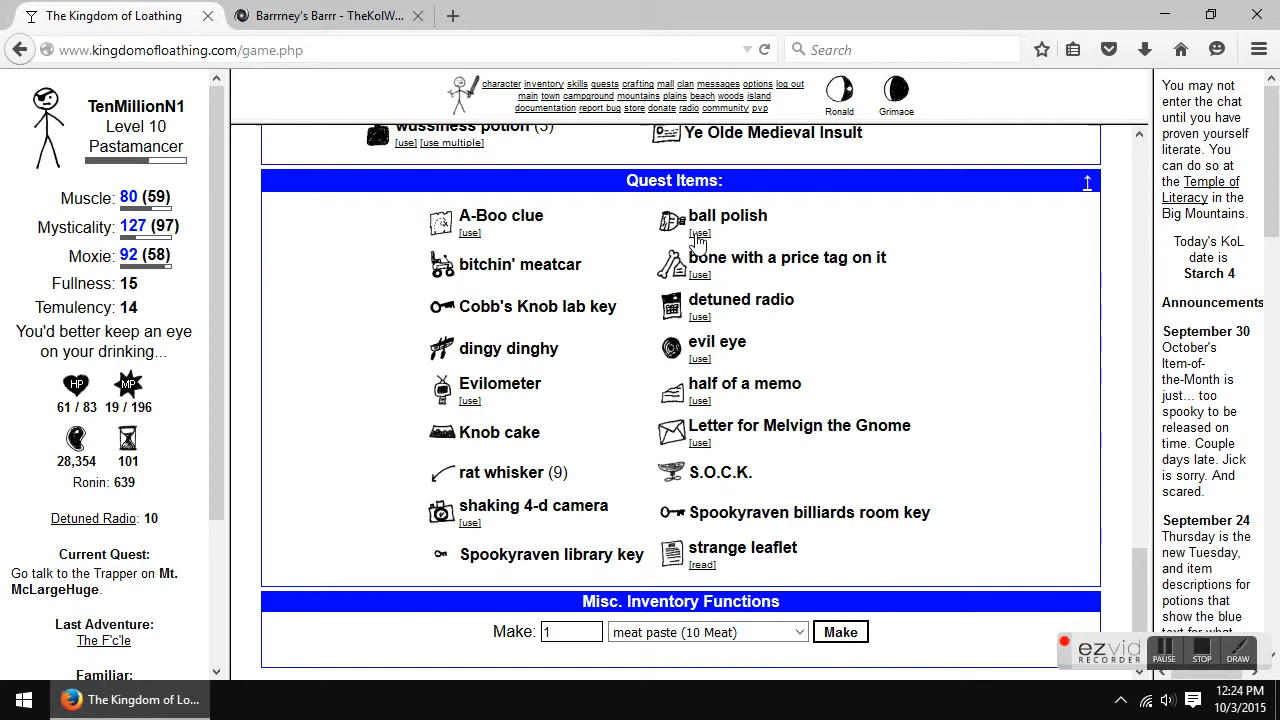 The Kingdom of Loathing
Barrrney's Barrr - TheKolW...
www.kingdomofloathing.com/game.php
Search
TenMillionN1
Level 10
Pastamancer
Muscle: 80 (59)
Mysticality: 127 (97)
Moxie: 92 (58)
Fullness: 15
Temulency: 14
You'd better keep an eye
on your drinking...
HP
MP
61 / 83
19 / 196
28,354
101
Ronin: 639
Detuned Radio: 10
Current Quest:
Go talk to the Trapper on Mt.
McLargeHuge.
Last Adventure:
The F'c'le
Familiar:
character inventory skills quests crafting mall clan messages options log out
main town campground mountains plains beach woods island
documentation report bug store donate radio community pvp
Ronald
Grimace
wussiness potion (5)
[use] [use multiple]
Ye Olde Medieval Insult
Quest Items:
A-Boo clue
[use]
ball polish
[use]
bitchin' meatcar
bone with a price tag on it
[use]
Cobb's Knob lab key
detuned radio
[use]
dingy dinghy
evil eye
[use]
Evilometer
[use]
half of a memo
[use]
Knob cake
Letter for Melvign the Gnome
[use]
rat whisker (9)
S.O.C.K.
shaking 4-d camera
[use]
Spookyraven billiards room key
Spookyraven library key
strange leaflet
[read]
Misc. Inventory Functions
Make: 1
meat paste (10 Meat)
Make
You may not
enter the chat
until you have
proven yourself
literate. You
can do so at
the Temple of
Literacy in the
Big Mountains.
Today's KoL
date is
Starch 4
Announcements
September 30
October's
Item-of-
the-Month is
just... too
spooky to be
released on
time. Couple
days late. Jick
is sorry. And
scared.
September 24
Thursday is the
new Tuesday,
and item
descriptions for
potions that
show the blue
text for what
ezvid
RECORDER
PAUSE
STOP
DRAW
The Kingdom of Lo...
12:24 PM
10/3/2015